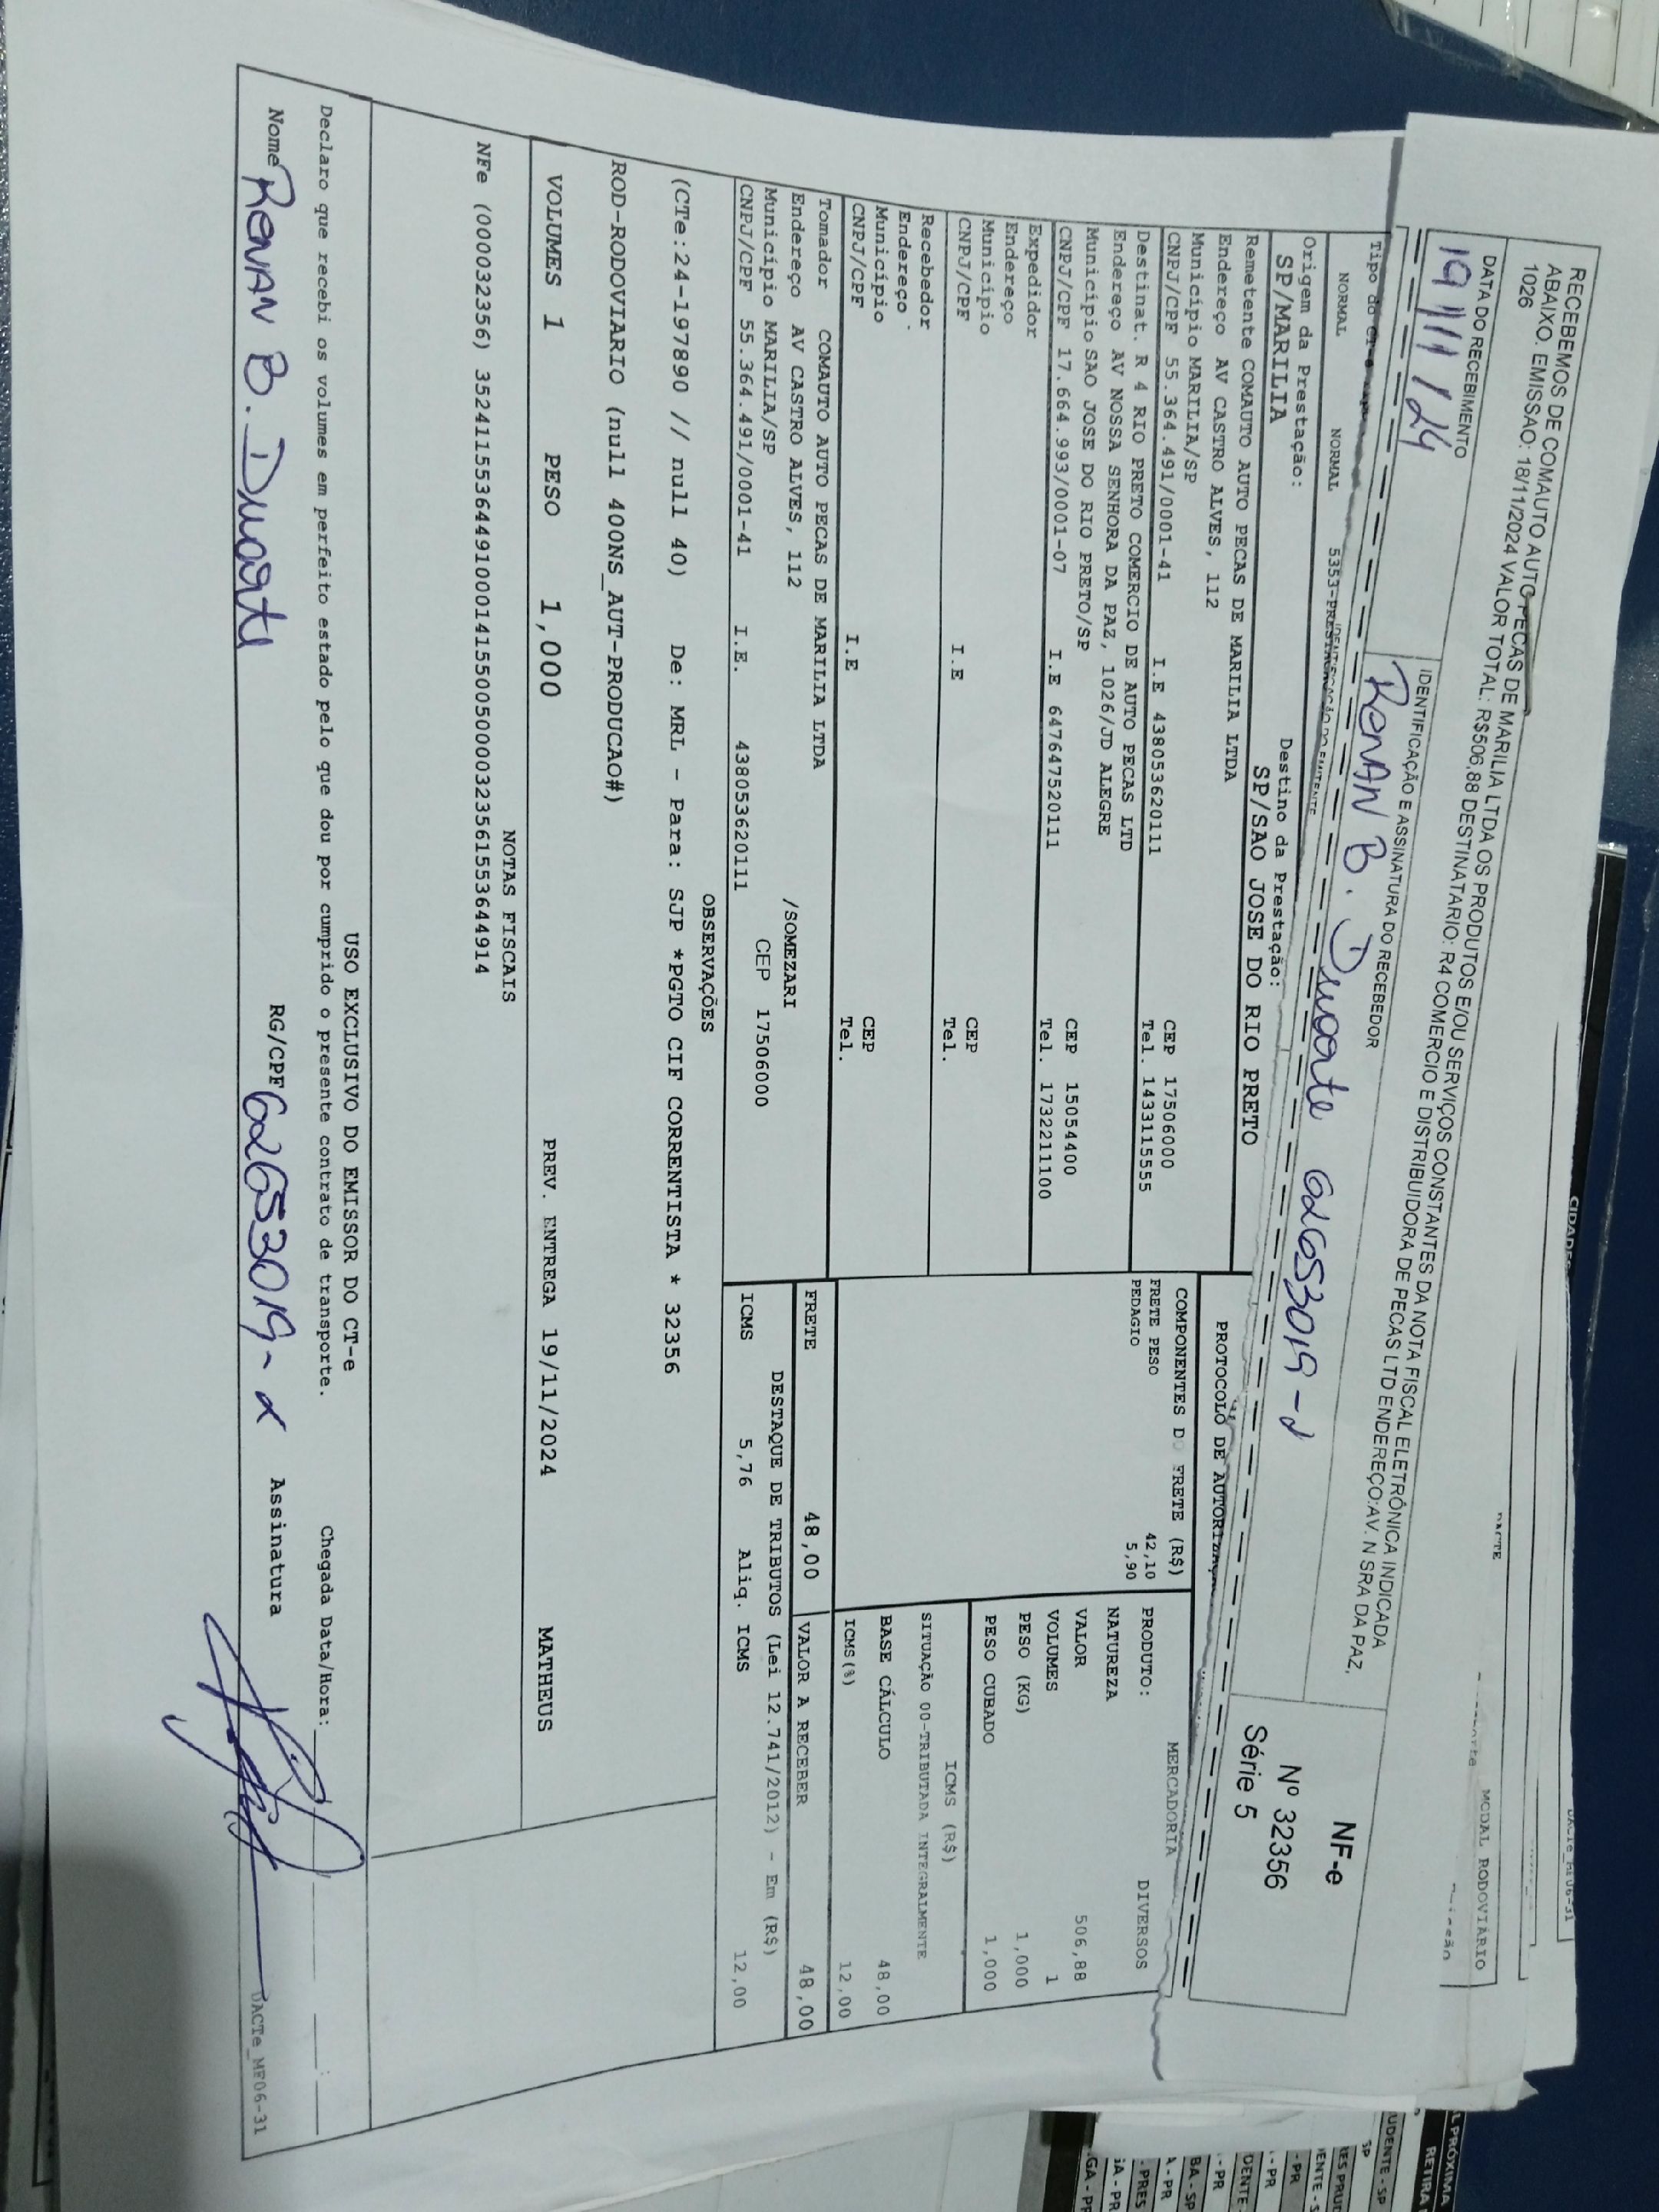 RECEBEMOS DE COMAUTO AUTO PECAS DE MARILIA LTDA OS PRODUTOS E/OU SERVIÇOS CONSTANTES DA NOTA FISCAL ELETRÔNICA INDICADA
ABAIXO. EMISSAO: 18/11/2024 VALOR TOTAL: R$506,88 DESTINATARIO: R4 COMERCIO E DISTRIBUIDORA DE PECAS LTD ENDEREÇO:AV. N SRA DA PAZ,
1026
DATA DO RECEBIMENTO
19/11/24
IDENTIFICAÇÃO E ASSINATURA DO RECEBEDOR
RENAN B. Duarte 62653019-2
NF-e
Nº 32356
Série 5
DACTE
MODAL RODOVIÁRIO
Tipo do CT-e
NORMAL NORMAL
PROTOCOLO DE AUTORIZAÇÃO
Origem da Prestação:
SP/MARILIA
Destino da Prestação:
SP/SAO JOSE DO RIO PRETO
Remetente COMAUTO AUTO PECAS DE MARILIA LTDA
Endereço AV CASTRO ALVES, 112
Município MARILIA/SP CEP 17506000
CNPJ/CPF 55.364.491/0001-41 I.E 438053620111 Tel. 1433115555
Destinat. R 4 RIO PRETO COMERCIO DE AUTO PECAS LTD
Endereço AV NOSSA SENHORA DA PAZ, 1026/JD ALEGRE
Município SAO JOSE DO RIO PRETO/SP CEP 15054400
CNPJ/CPF 17.664.993/0001-07 I.E 647647520111 Tel. 1732211100
Expedidor
Endereço
Município CEP
CNPJ/CPF I.E Tel.
Recebedor
Endereço
Município CEP
CNPJ/CPF I.E Tel.
Tomador COMAUTO AUTO PECAS DE MARILIA LTDA
Endereço AV CASTRO ALVES, 112 /SOMEZARI
Município MARILIA/SP CEP 17506000
CNPJ/CPF 55.364.491/0001-41 I.E. 438053620111
COMPONENTES DO FRETE (R$)
FRETE PESO 42,10
PEDAGIO 5,90
MERCADORIA
PRODUTO: DIVERSOS
NATUREZA
VALOR 506,88
VOLUMES 1
PESO (KG) 1,000
PESO CUBADO 1,000
ICMS (R$)
SITUAÇÃO 00-TRIBUTADA INTEGRALMENTE
BASE CÁLCULO 48,00
ICMS(%) 12,00
FRETE 48,00 VALOR A RECEBER 48,00
DESTAQUE DE TRIBUTOS (Lei 12.741/2012) - Em (R$)
ICMS 5,76 Aliq. ICMS 12,00
OBSERVAÇÕES
(CTe:24-197890 // null 40) De: MRL - Para: SJP *PGTO CIF CORRENTISTA * 32356
ROD-RODOVIARIO (null 400NS_AUT-PRODUCAO#)
VOLUMES 1 PESO 1,000 PREV. ENTREGA 19/11/2024 MATHEUS
NOTAS FISCAIS
NFe (000032356) 35241155364491000141550050000323561553644914
USO EXCLUSIVO DO EMISSOR DO CT-e
Declaro que recebi os volumes em perfeito estado pelo que dou por cumprido o presente contrato de transporte. Chegada Data/Hora:
Nome RENAN B. Duarte RG/CPF 62653019-2 Assinatura
DACTe_MF06-31